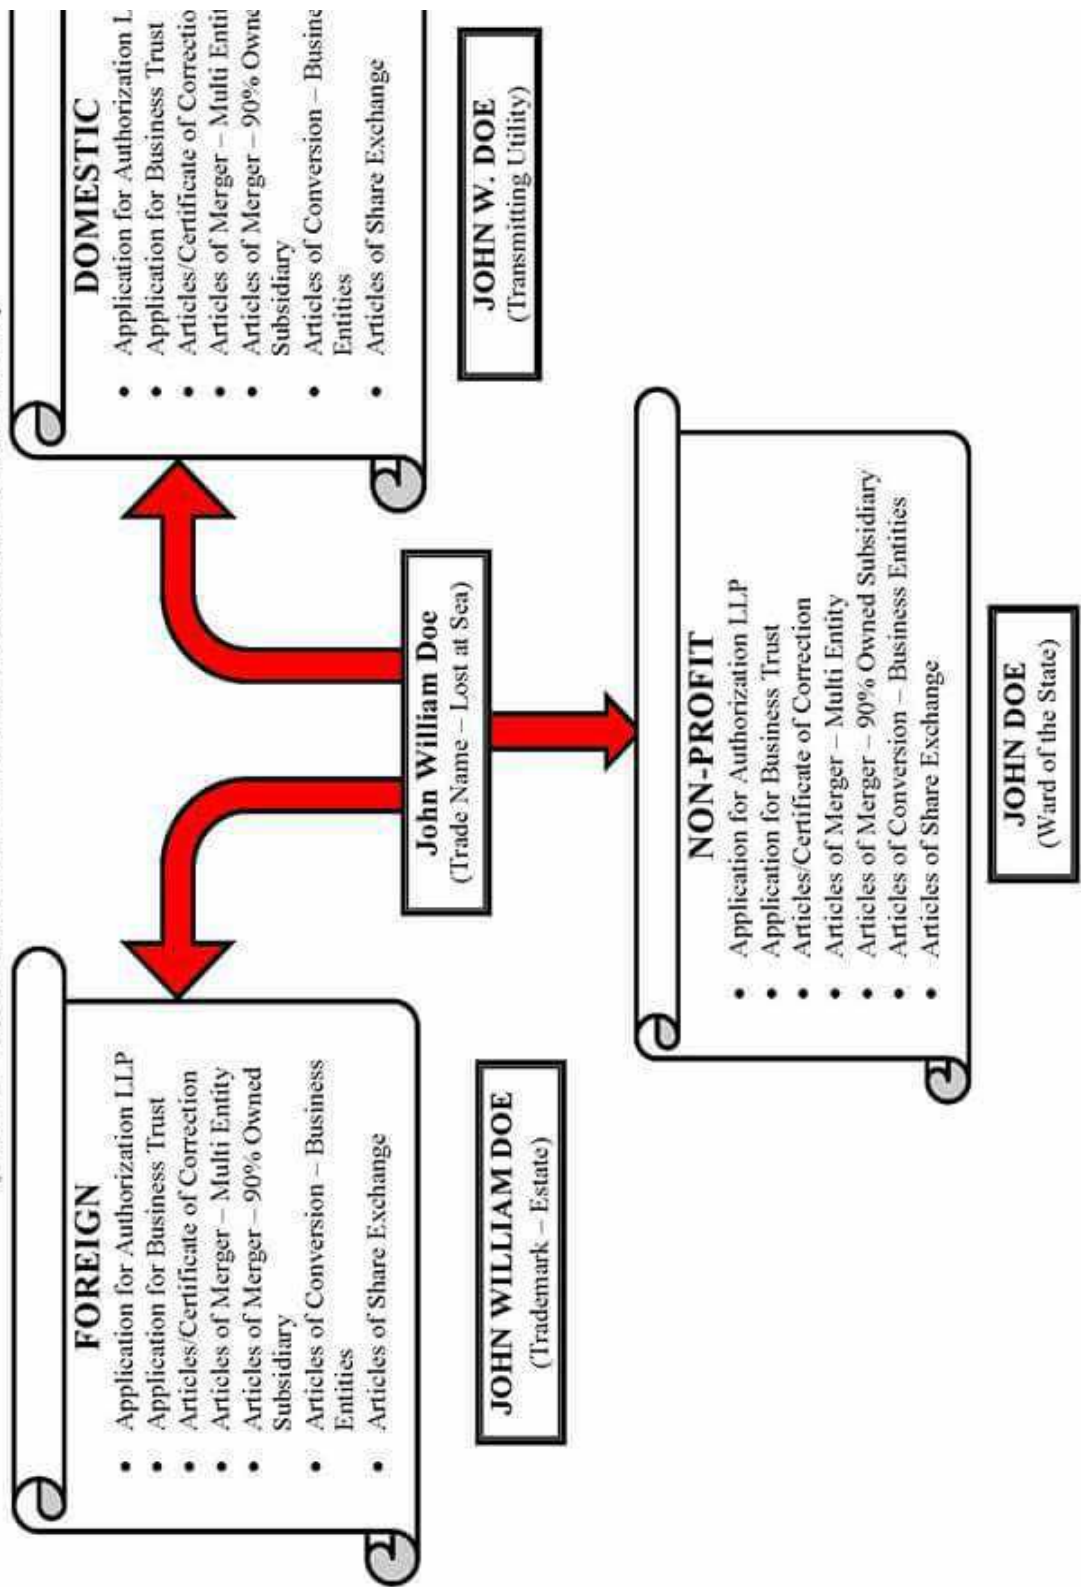 FOREIGN
• Application for Authorization LLP
• Application for Business Trust
• Articles/Certificate of Correction
• Articles of Merger – Multi Entity
• Articles of Merger – 90% Owned
Subsidiary
• Articles of Conversion – Business
Entities
• Articles of Share Exchange
JOHN WILLIAM DOE
(Trademark – Estate)
John William Doe
(Trade Name – Lost at Sea)
DOMESTIC
• Application for Authorization L
• Application for Business Trust
• Articles/Certificate of Correctio
• Articles of Merger – Multi Entit
• Articles of Merger – 90% Owne
Subsidiary
• Articles of Conversion – Busine
Entities
• Articles of Share Exchange
JOHN W. DOE
(Transmitting Utility)
NON-PROFIT
• Application for Authorization LLP
• Application for Business Trust
• Articles/Certificate of Correction
• Articles of Merger – Multi Entity
• Articles of Merger – 90% Owned Subsidiary
• Articles of Conversion – Business Entities
• Articles of Share Exchange
JOHN DOE
(Ward of the State)